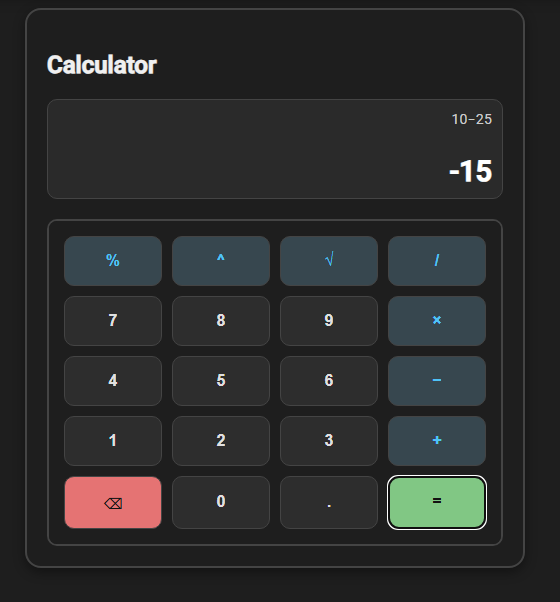 Calculator
10−25
-15
% ^ √ /
7 8 9 ×
4 5 6 −
1 2 3 +
⌫ 0 . =